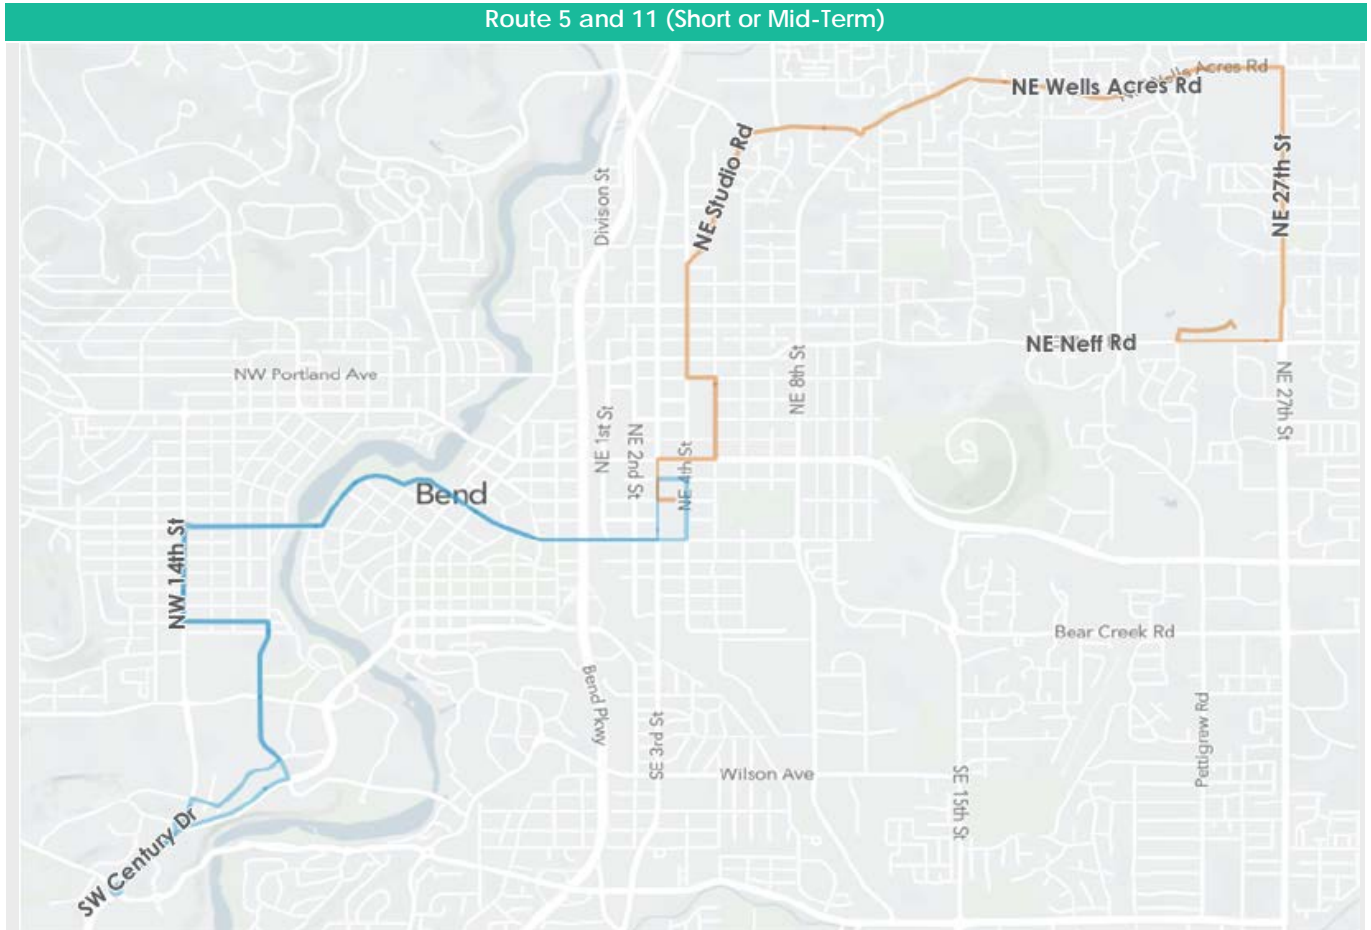 Route 5 and 11 (Short or Mid-Term)
Wells Acres Rd
NE Wells Acres Rd
NE Studio Rd
NE 27th St
Division St
NE Neff Rd
NW Portland Ave
NE 8th St
NE 27th St
NE 1st St
NE 2nd St
NE 4th St
Bend
NW 14th St
Bear Creek Rd
Bend Pkwy
SE 3rd St
Pettigrew Rd
Wilson Ave
SE 15th St
SW Century Dr